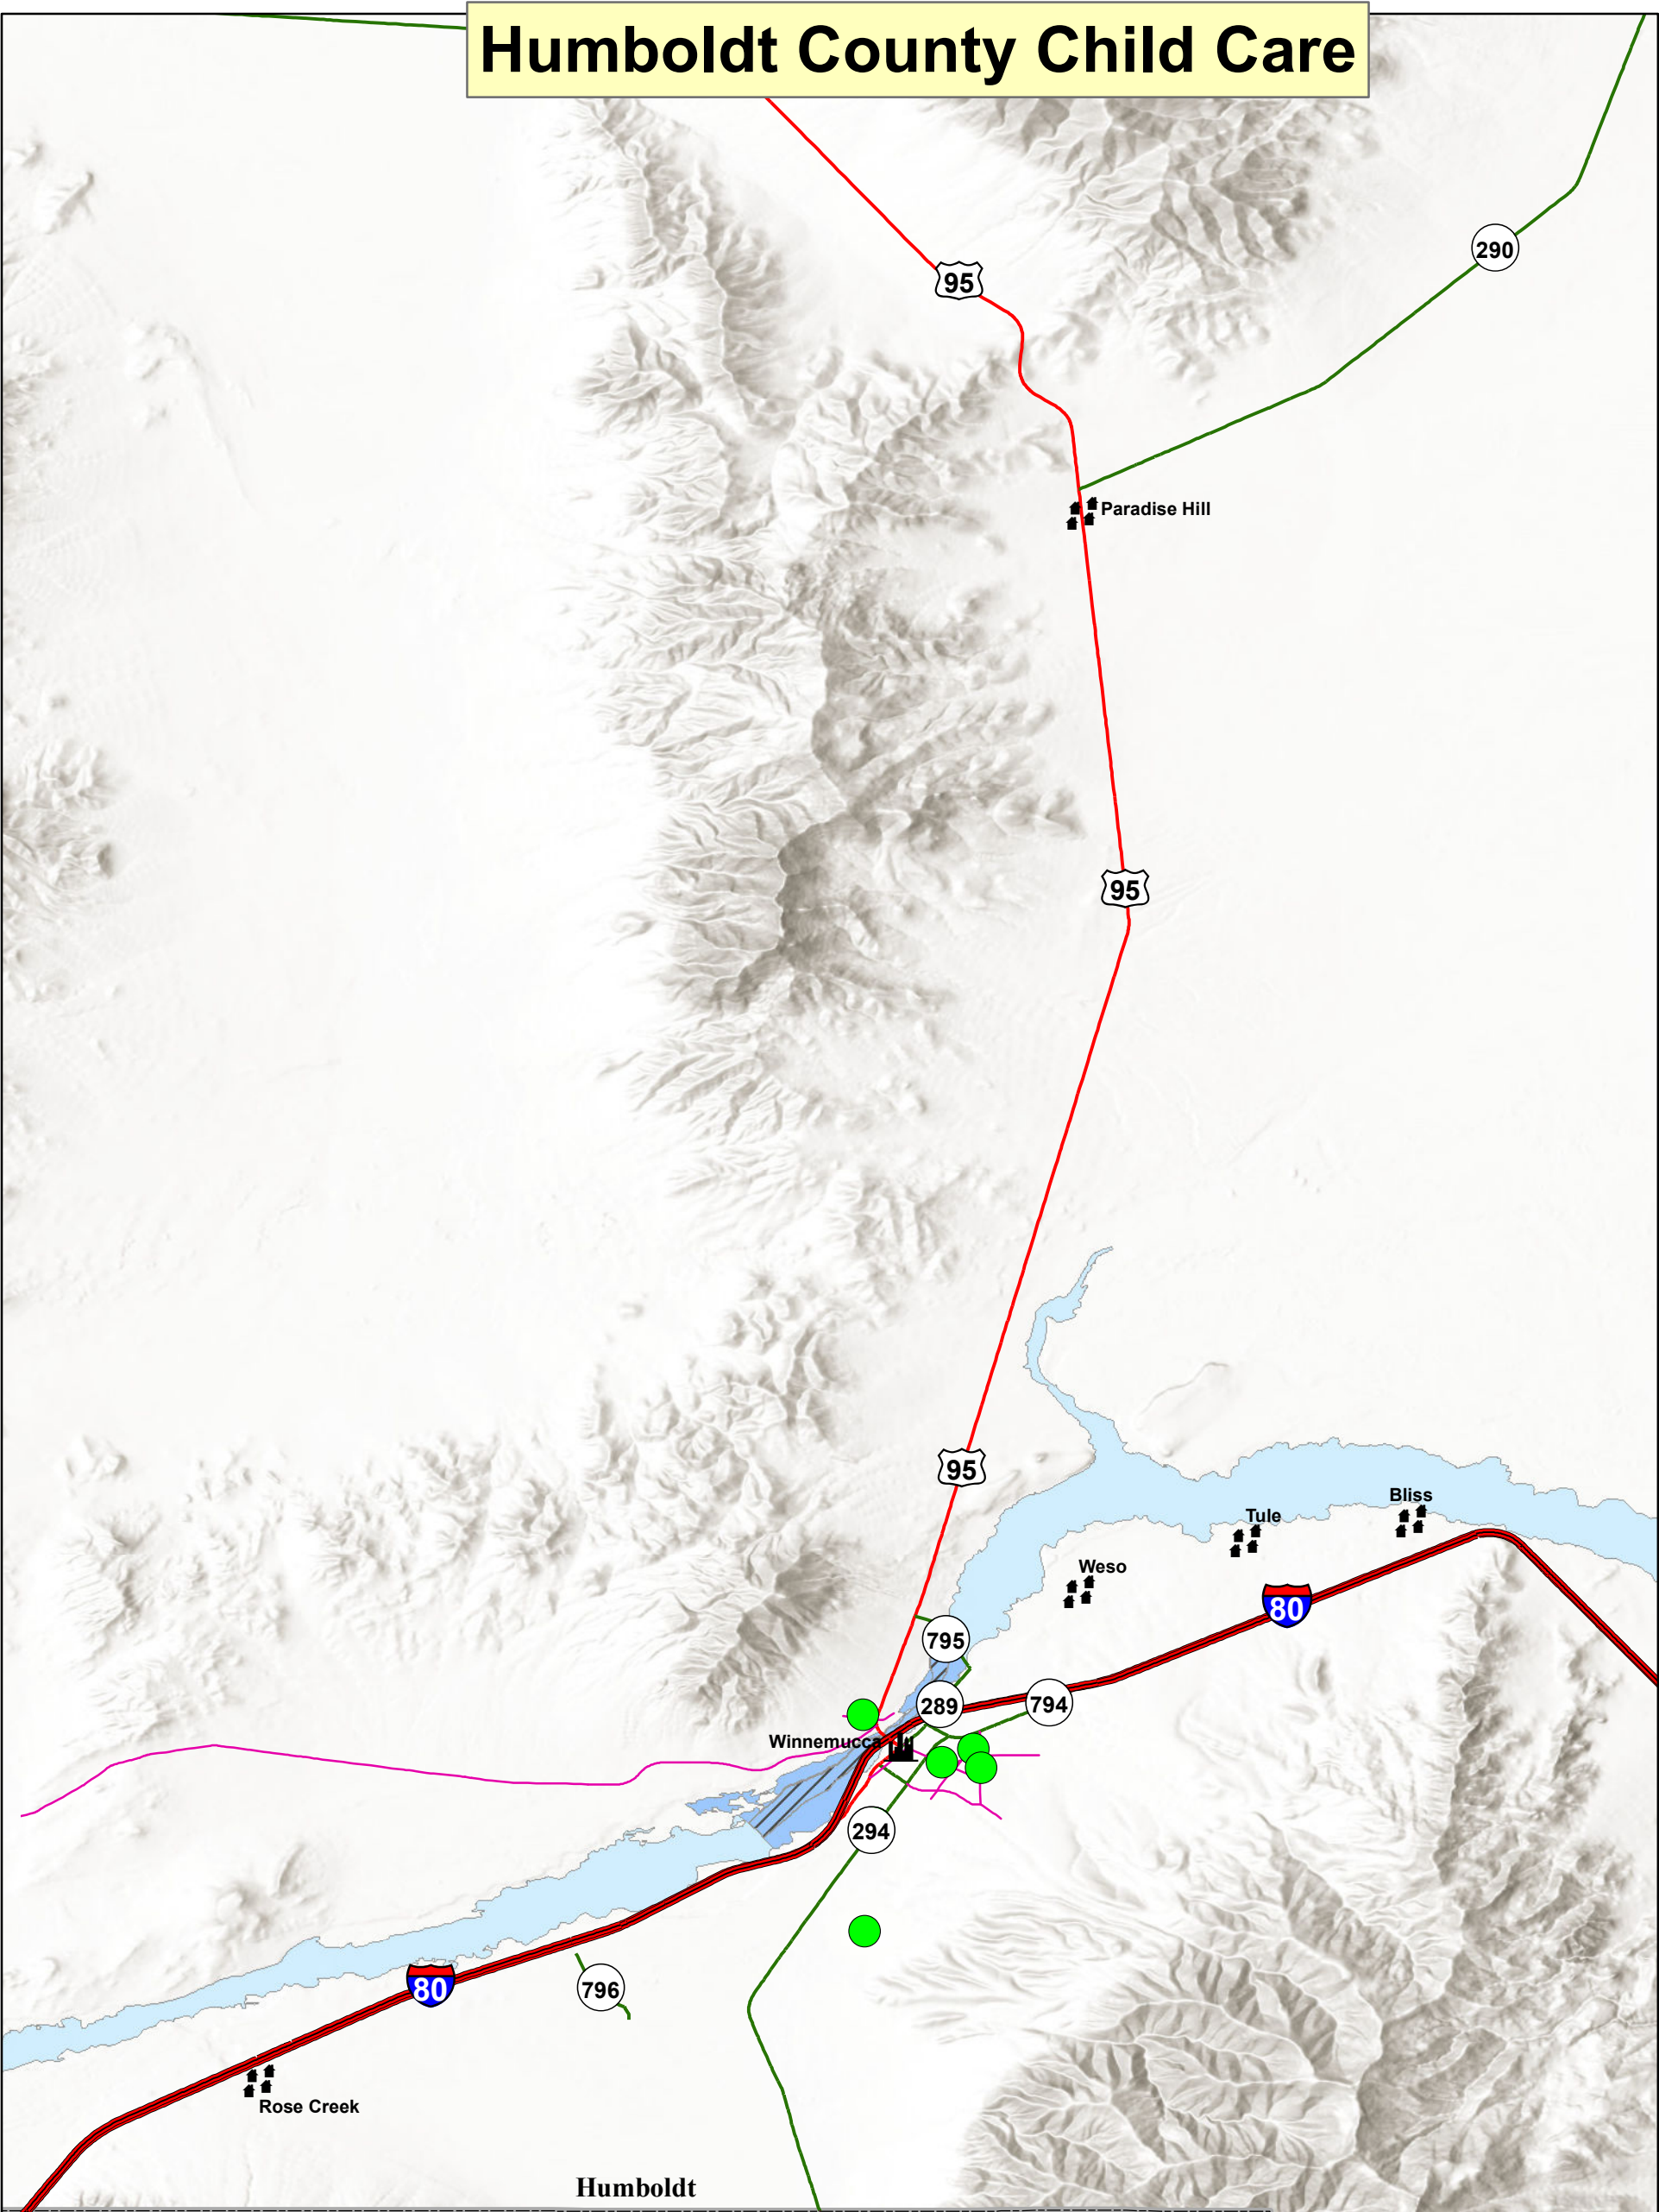 Humboldt County Child Care
290
95
Paradise Hill
95
95
Bliss
Tule
Weso
80
795
289
794
Winnemucca
294
80
796
Rose Creek
Humboldt